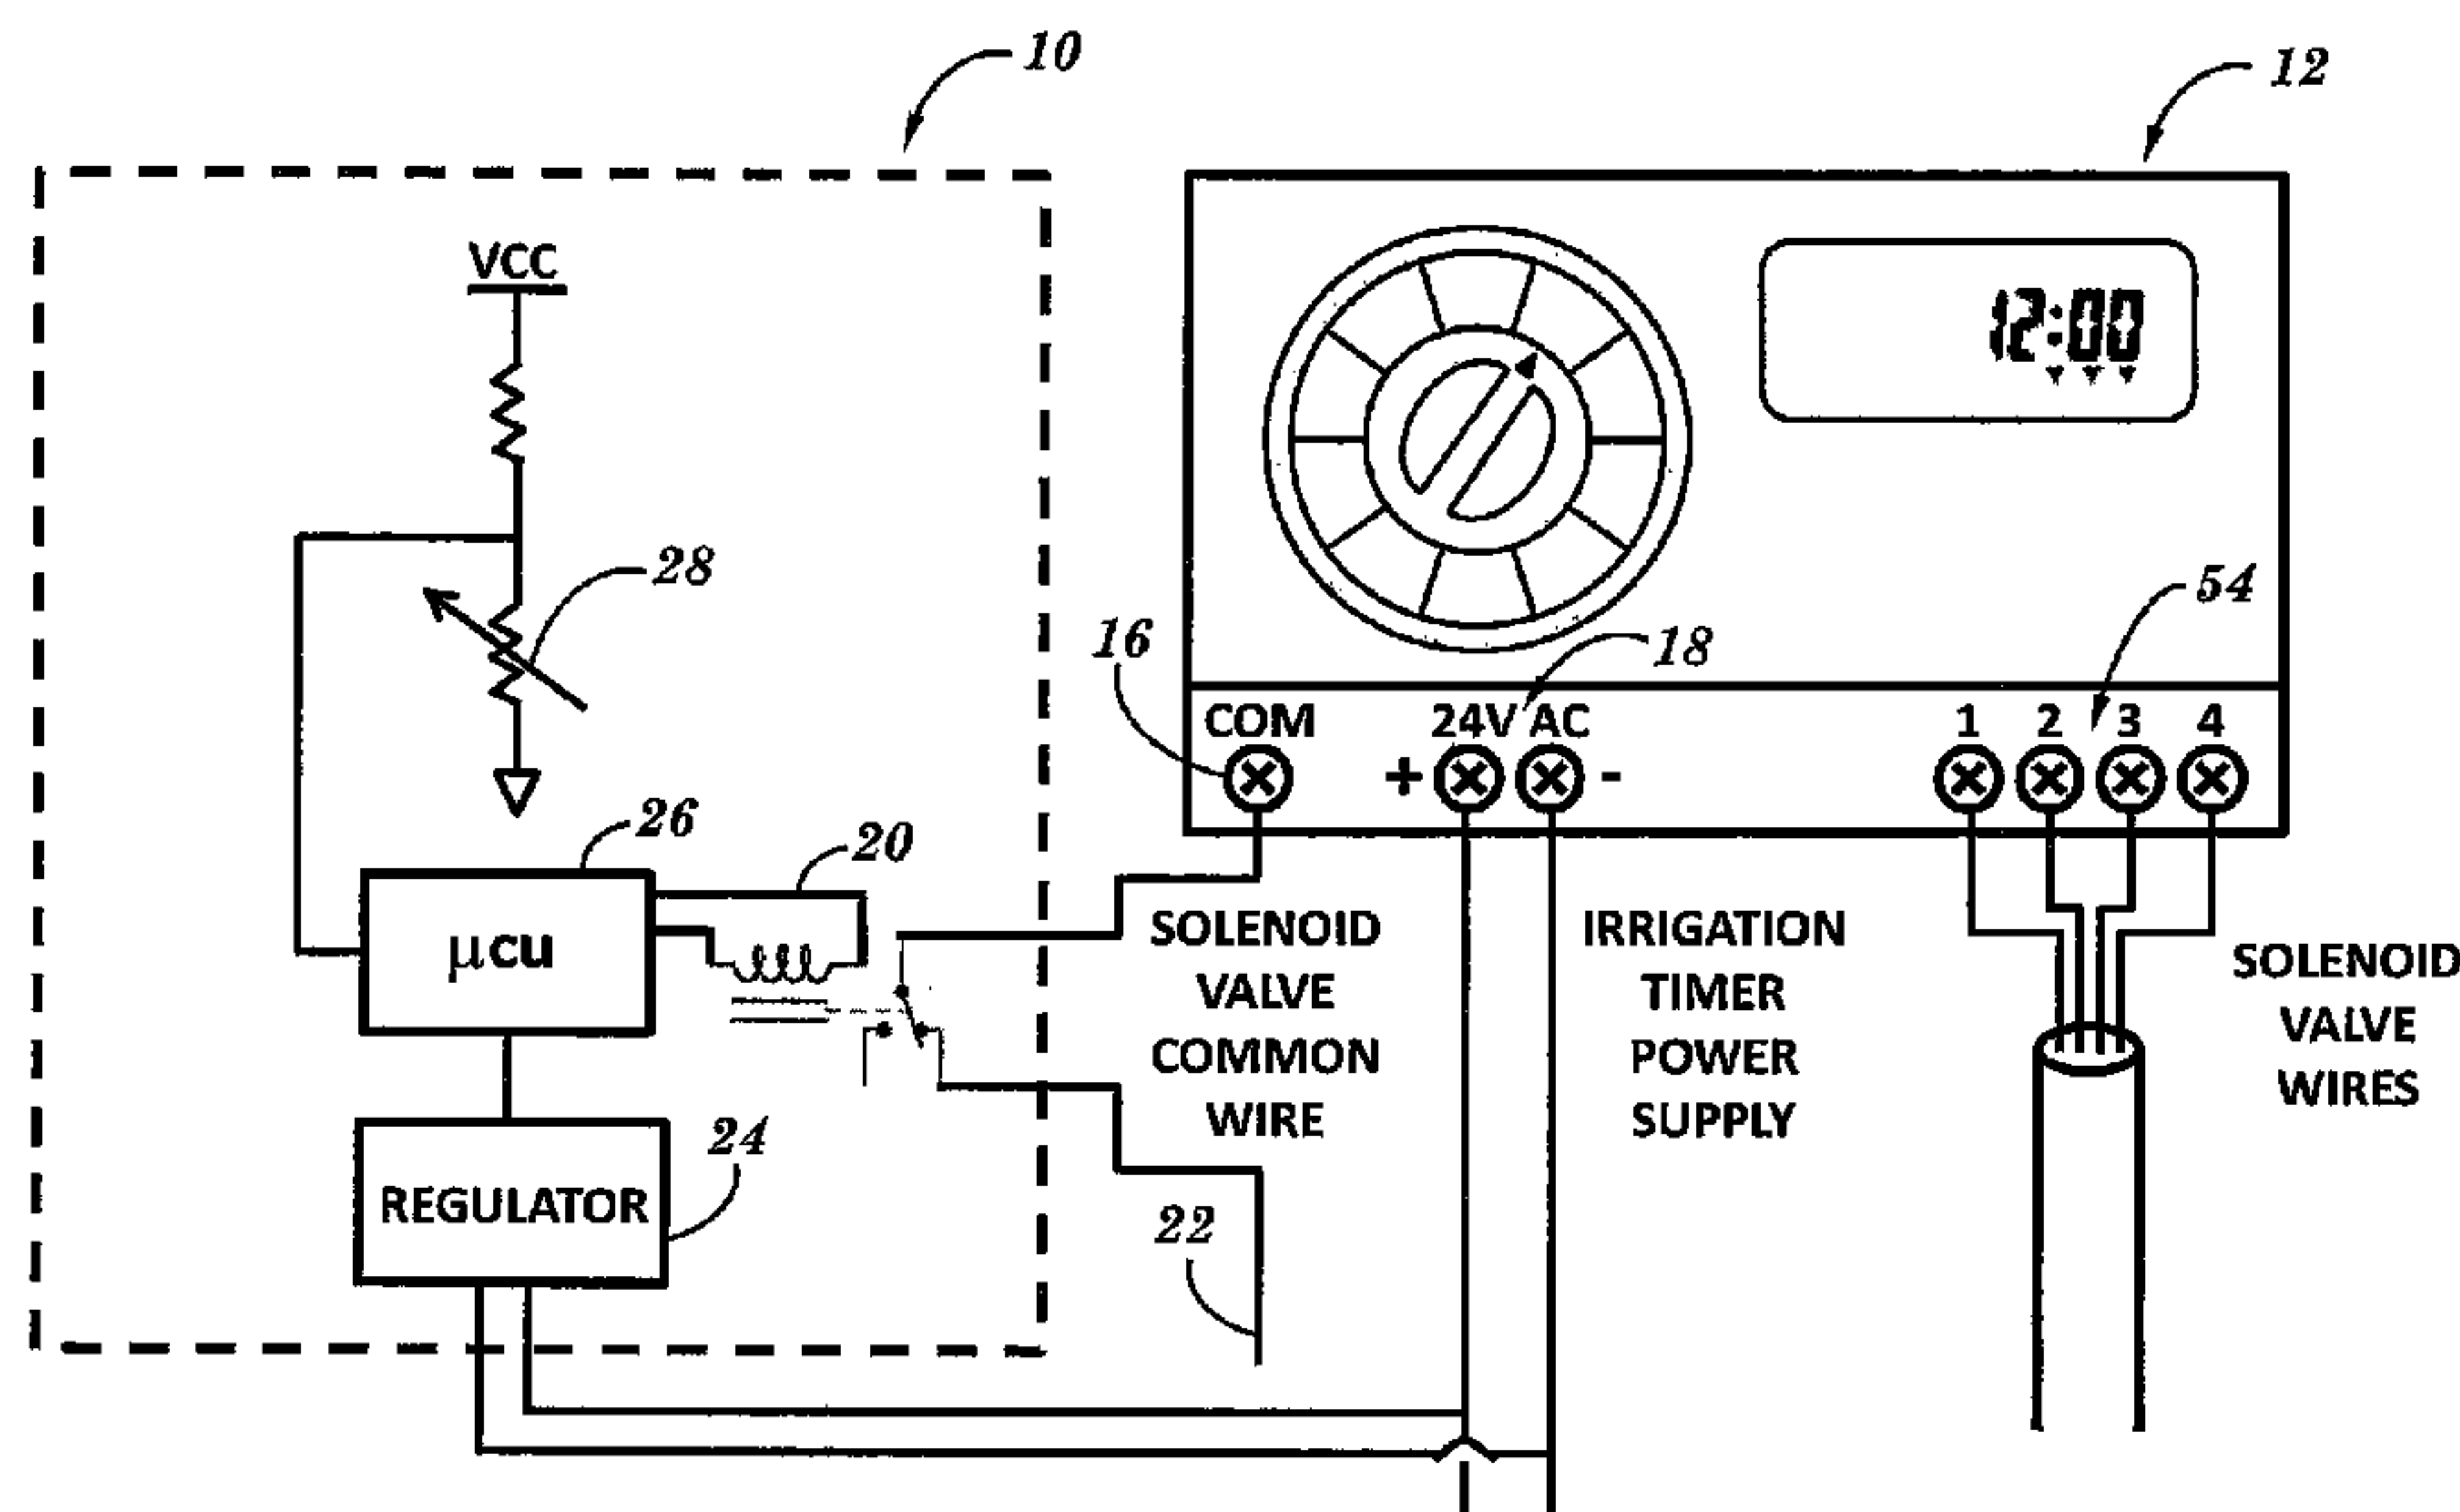 10
12
VCC
12:00
28
54
16
18
COM
24V AC
1 2 3 4
+
-
26
20
μcu
SOLENOID
VALVE
COMMON
WIRE
IRRIGATION
TIMER
POWER
SUPPLY
SOLENOID
VALVE
WIRES
24
REGULATOR
22